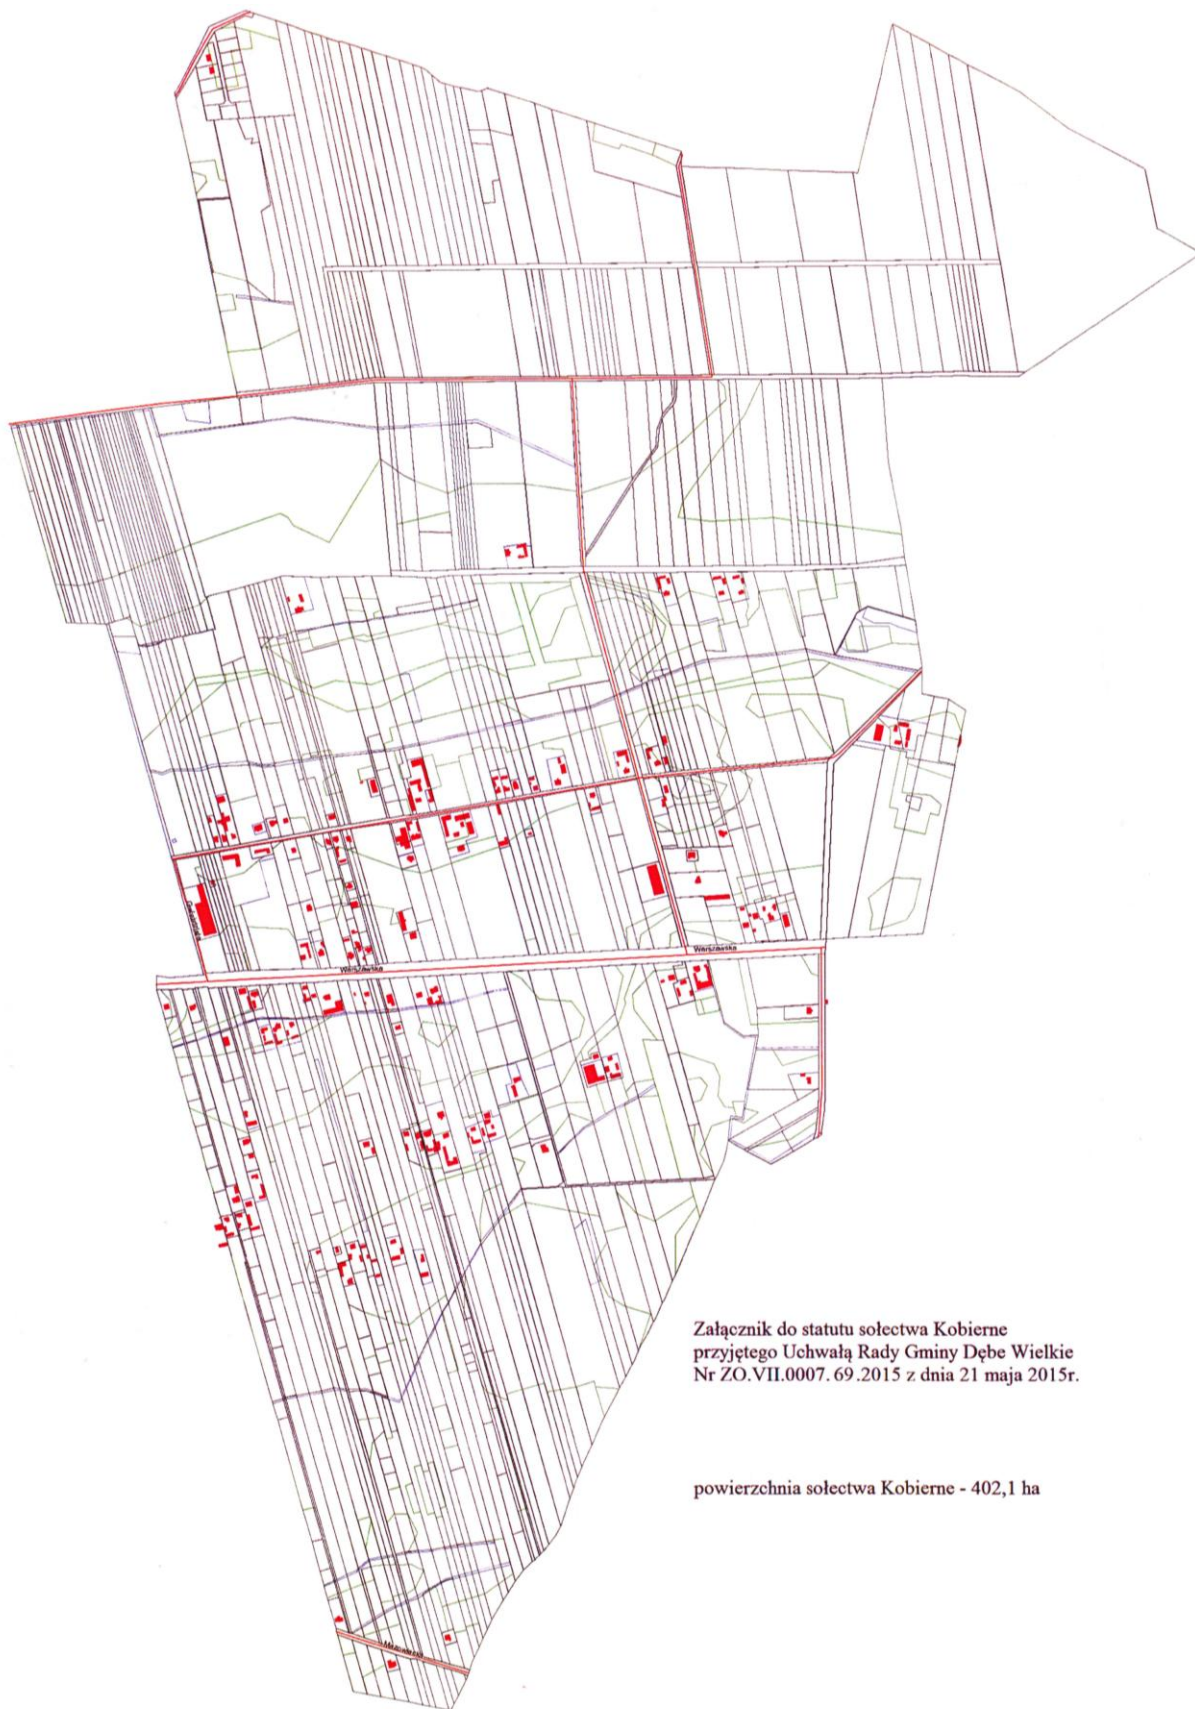 Warszawska
Warszawska
Załącznik do statutu sołectwa Kobierne
przyjętego Uchwałą Rady Gminy Dębe Wielkie
Nr ZO.VII.0007. 69 .2015 z dnia 21 maja 2015r.
powierzchnia sołectwa Kobierne - 402,1 ha